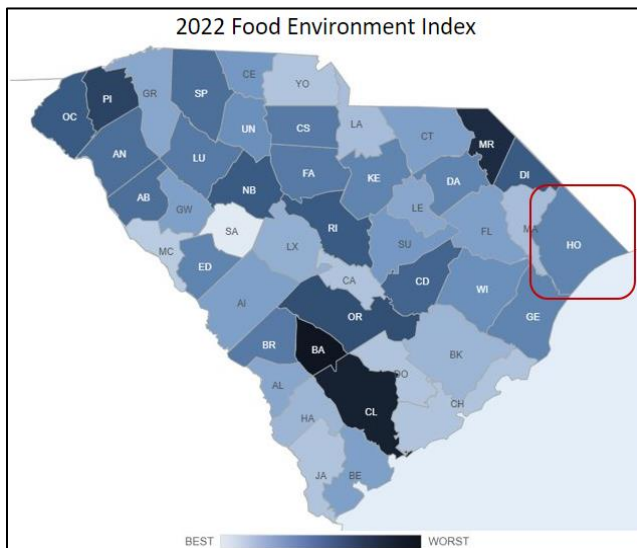 2022 Food Environment Index
CE
YO
PI
GR
SP
OC
LA
UN
CS
CT
MR
AN
LU
DI
FA
KE
DA
NB
AB
LE
GW
MA
SA
RI
FL
HO
LX
SU
MC
ED
CA
CD
WI
AI
OR
GE
BR
BA
BK
DO
AL
CH
CL
HA
JA
BE
BEST
WORST